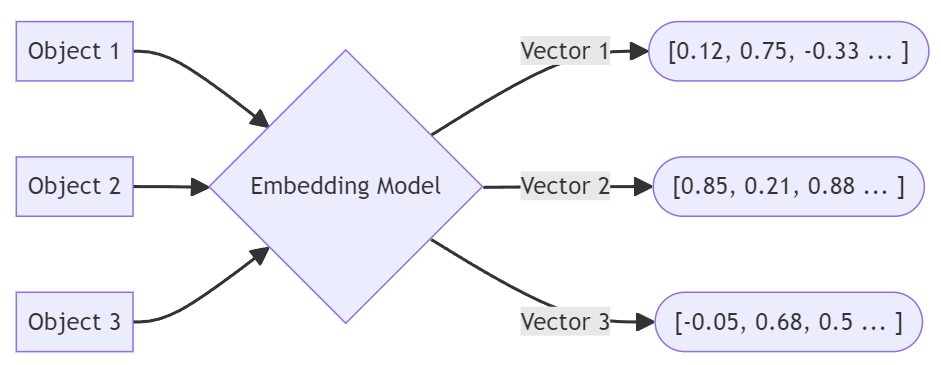 Object 1
Vector 1
[0.12, 0.75, -0.33 ... ]
Object 2
Embedding Model
Vector 2
[0.85, 0.21, 0.88 ... ]
Object 3
Vector 3
[-0.05, 0.68, 0.5 ... ]